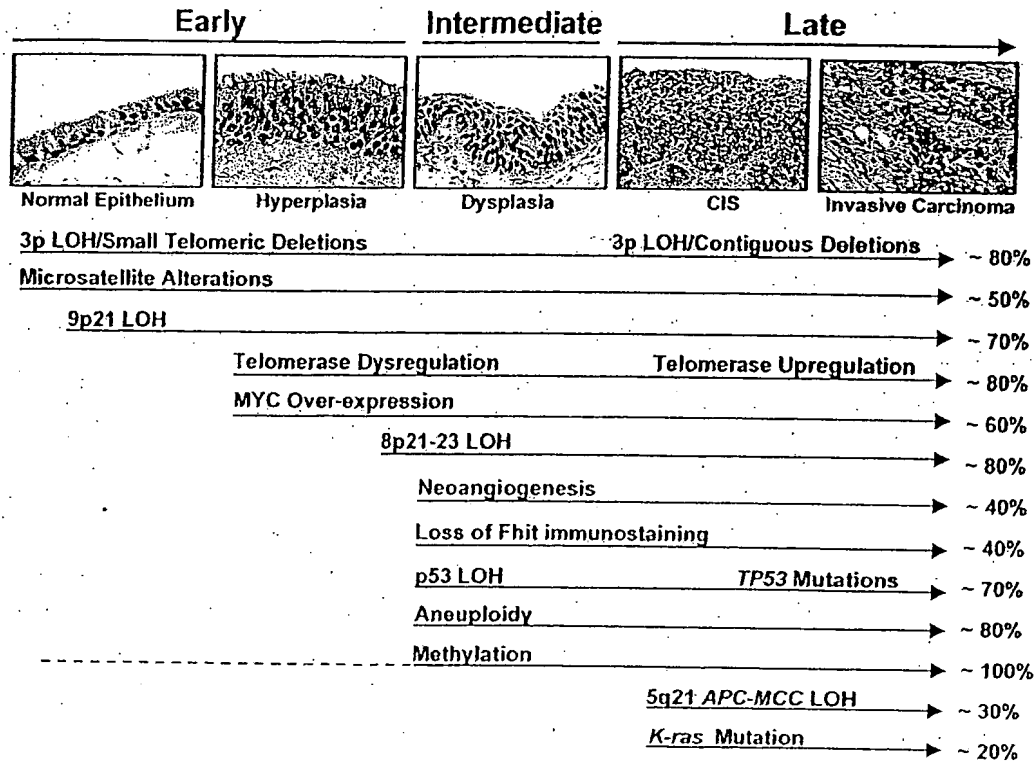 Early Intermediate Late
Normal Epithelium Hyperplasia Dysplasia CIS Invasive Carcinoma
3p LOH/Small Telomeric Deletions 3p LOH/Contiguous Deletions ~ 80%
Microsatellite Alterations ~ 50%
9p21 LOH ~ 70%
Telomerase Dysregulation Telomerase Upregulation ~ 80%
MYC Over-expression ~ 60%
8p21-23 LOH ~ 80%
Neoangiogenesis ~ 40%
Loss of Fhit immunostaining ~ 40%
p53 LOH TP53 Mutations ~ 70%
Aneuploidy ~ 80%
Methylation ~ 100%
5q21 APC-MCC LOH ~ 30%
K-ras Mutation ~ 20%